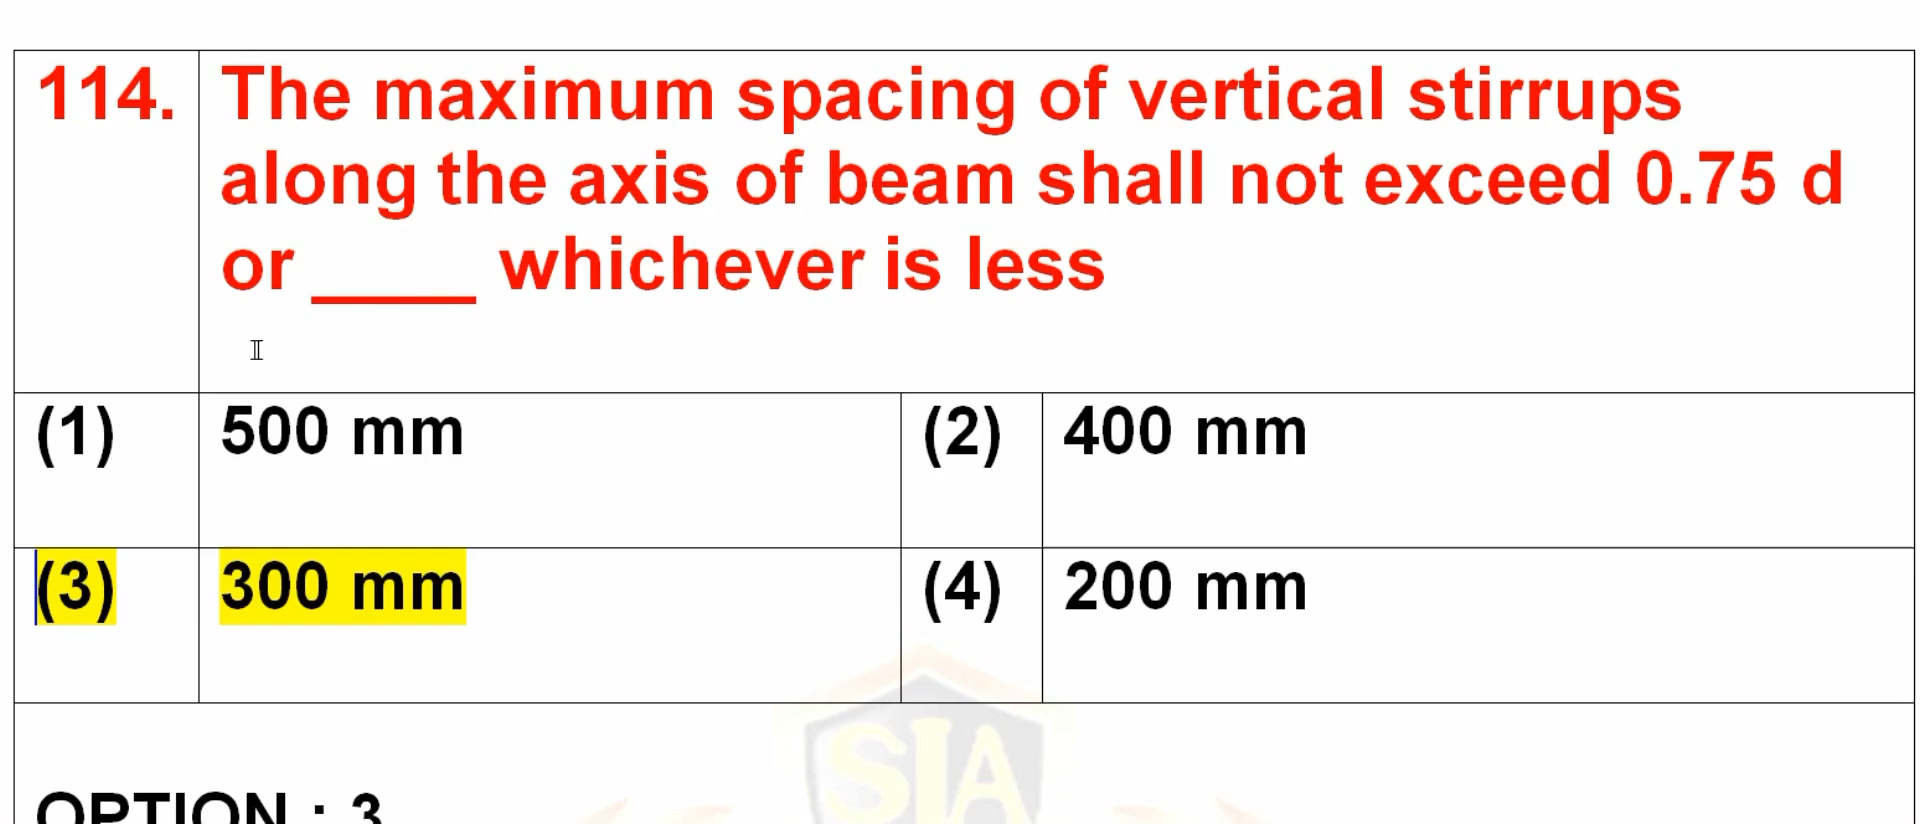 114. The maximum spacing of vertical stirrups
along the axis of beam shall not exceed 0.75 d
or ____ whichever is less
(1) 500 mm (2) 400 mm
(3) 300 mm (4) 200 mm
SIA
OPTION : 3